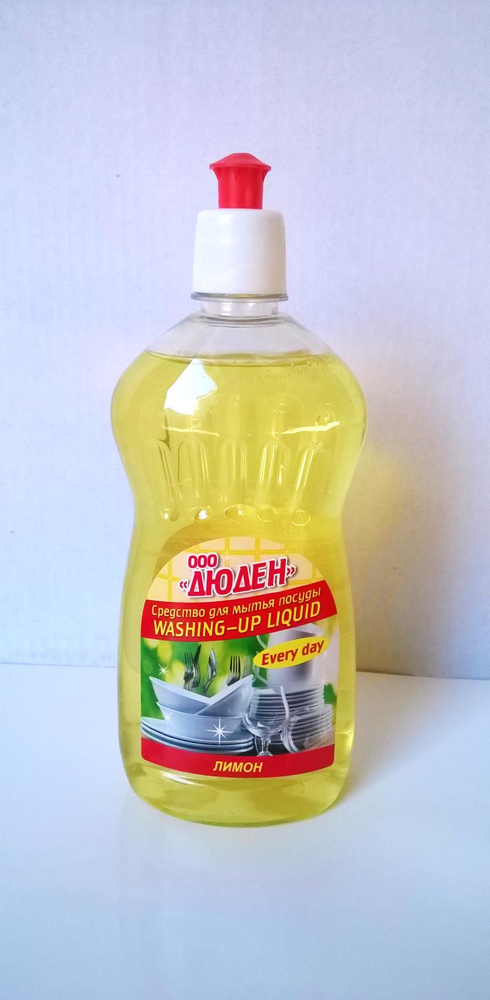 ООО
«ДЮДЕН»
Средство для мытья посуды
WASHING-UP LIQUID
Every day
ЛИМОН